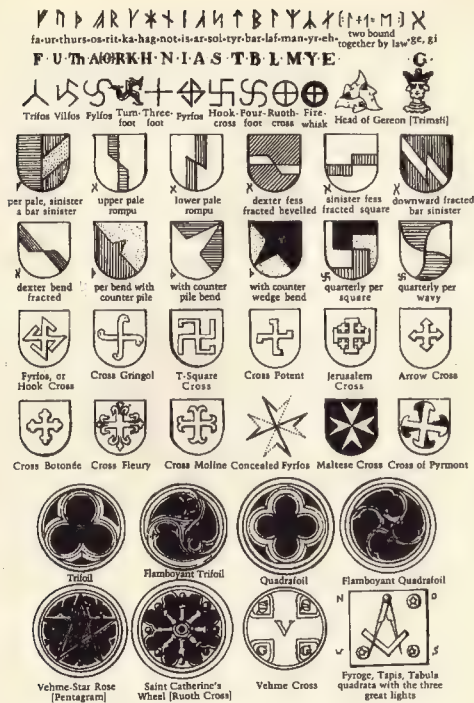 fa-ur-thurs-os-rit-ka-hag-not-is-ar-sol-tyr-bar-laf-man-yr-eh- two bound together by law -ge, gi
F · U · Th · A(O)RK·H · N · I · A S · T · B · L · M·Y·E · G·
Trifos Vilfos Fylfos Turn-foot Three-foot Pyrfos Hook-cross Four-foot Ruoth-cross Fire-whisk Head of Gereon [Trimsti]
per pale, sinister a bar sinister
upper pale rompu
lower pale rompu
dexter fess fracted bevelled
sinister fess fracted square
downward fracted bar sinister
dexter bend fracted
per bend with counter pile
with counter pile bend
with counter wedge bend
quarterly per square
quarterly per wavy
Fyrfos, or Hook Cross
Cross Gringol
T-Square Cross
Cross Potent
Jerusalem Cross
Arrow Cross
Cross Botonée Cross Fleury Cross Moline Concealed Fyrfos Maltese Cross Cross of Pyrmont
Trifoil
Flamboyant Trifoil
Quadrafoil
Flamboyant Quadrafoil
V
G G
N O
W S
Vehme-Star Rose [Pentagram]
Saint Catherine's Wheel [Ruoth Cross]
Vehme Cross
Fyroge, Tapis, Tabula quadrata with the three great lights